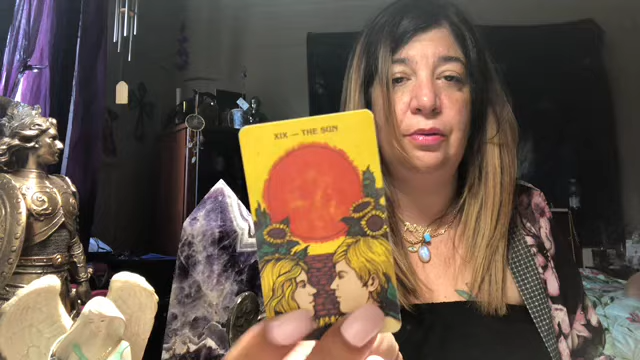 XIX — THE SUN